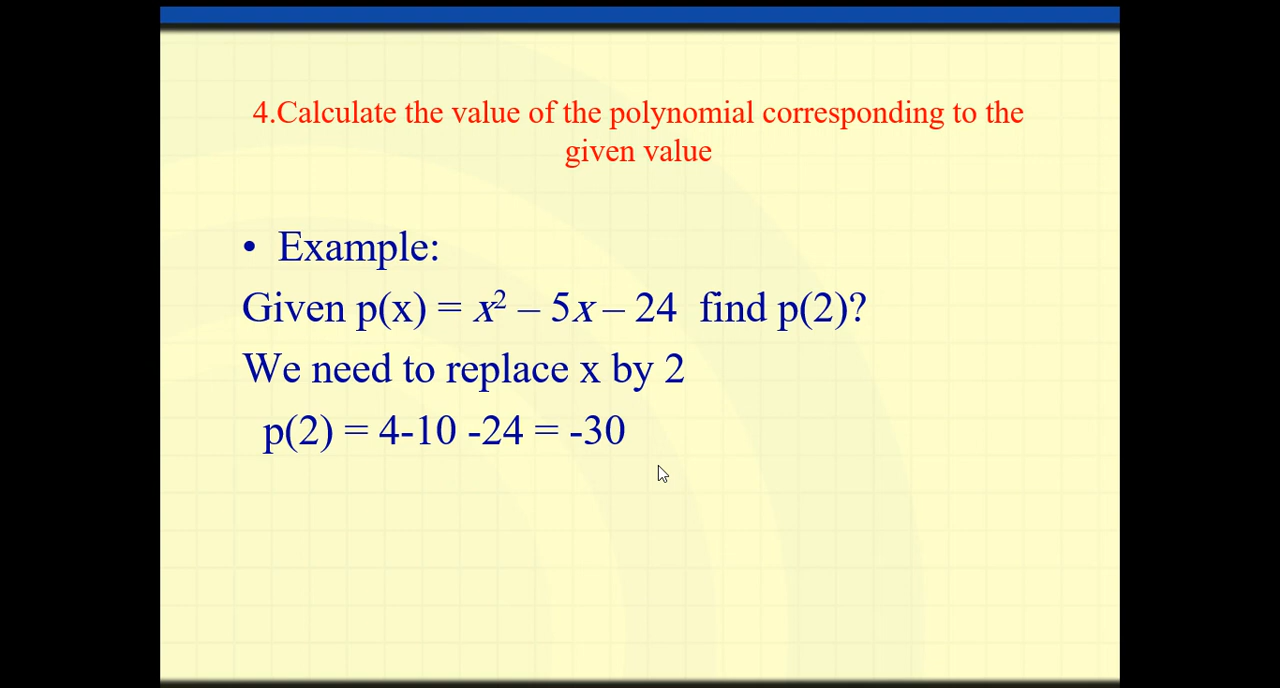 4.Calculate the value of the polynomial corresponding to the
given value
• Example:
Given p(x) = x² – 5x – 24 find p(2)?
We need to replace x by 2
p(2) = 4-10 -24 = -30